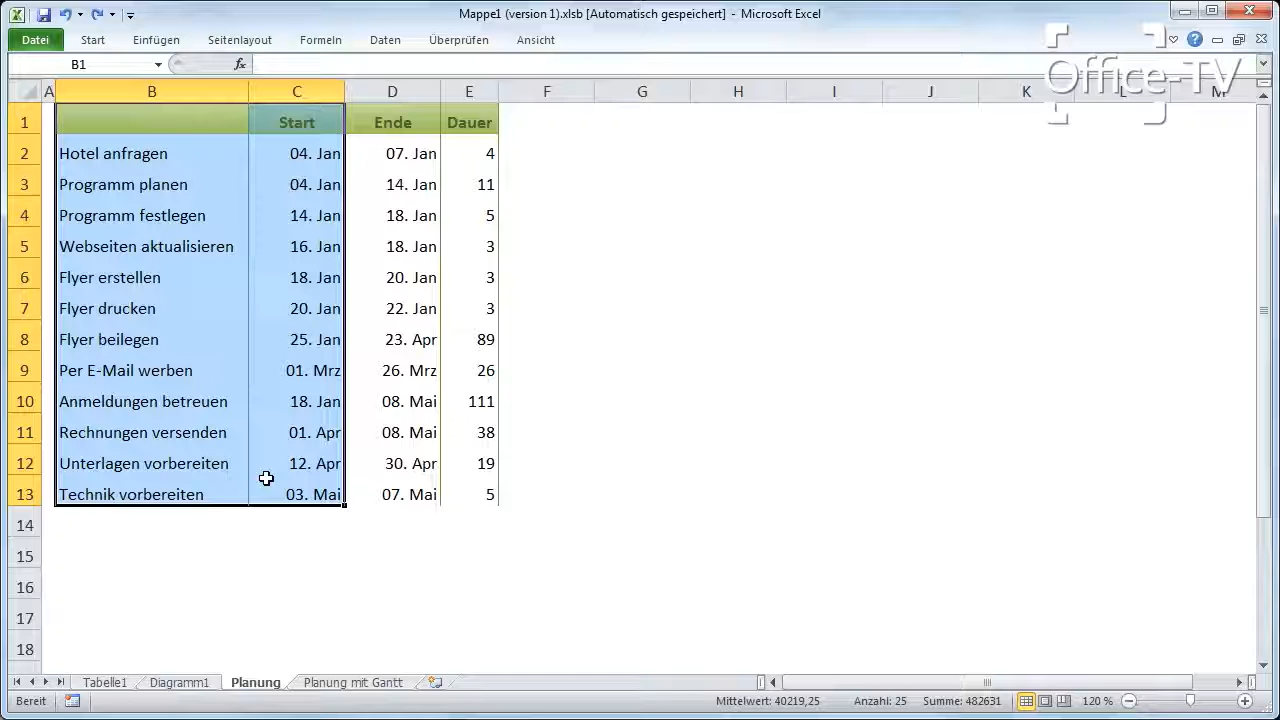 Mappe1 (version 1).xlsb [Automatisch gespeichert] - Microsoft Excel
Datei Start Einfügen Seitenlayout Formeln Daten Überprüfen Ansicht
B1 fx
Office-TV
A B C D E F G H I J K L M
1 Start Ende Dauer
2 Hotel anfragen 04. Jan 07. Jan 4
3 Programm planen 04. Jan 14. Jan 11
4 Programm festlegen 14. Jan 18. Jan 5
5 Webseiten aktualisieren 16. Jan 18. Jan 3
6 Flyer erstellen 18. Jan 20. Jan 3
7 Flyer drucken 20. Jan 22. Jan 3
8 Flyer beilegen 25. Jan 23. Apr 89
9 Per E-Mail werben 01. Mrz 26. Mrz 26
10 Anmeldungen betreuen 18. Jan 08. Mai 111
11 Rechnungen versenden 01. Apr 08. Mai 38
12 Unterlagen vorbereiten 12. Apr 30. Apr 19
13 Technik vorbereiten 03. Mai 07. Mai 5
14
15
16
17
18
Tabelle1 Diagramm1 Planung Planung mit Gantt
Bereit Mittelwert: 40219,25 Anzahl: 25 Summe: 482631 120 %